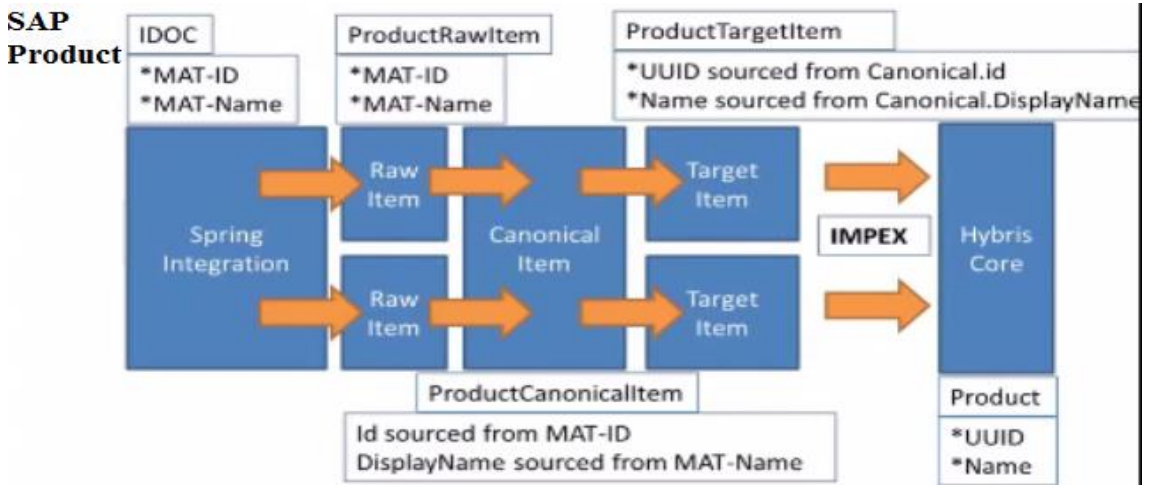 SAP
Product
IDOC
*MAT-ID
*MAT-Name
ProductRawItem
*MAT-ID
*MAT-Name
ProductTargetItem
*UUID sourced from Canonical.id
*Name sourced from Canonical.DisplayName
Spring
Integration
Raw
Item
Raw
Item
Canonical
Item
Target
Item
Target
Item
IMPEX
Hybris
Core
ProductCanonicalItem
Id sourced from MAT-ID
DisplayName sourced from MAT-Name
Product
*UUID
*Name